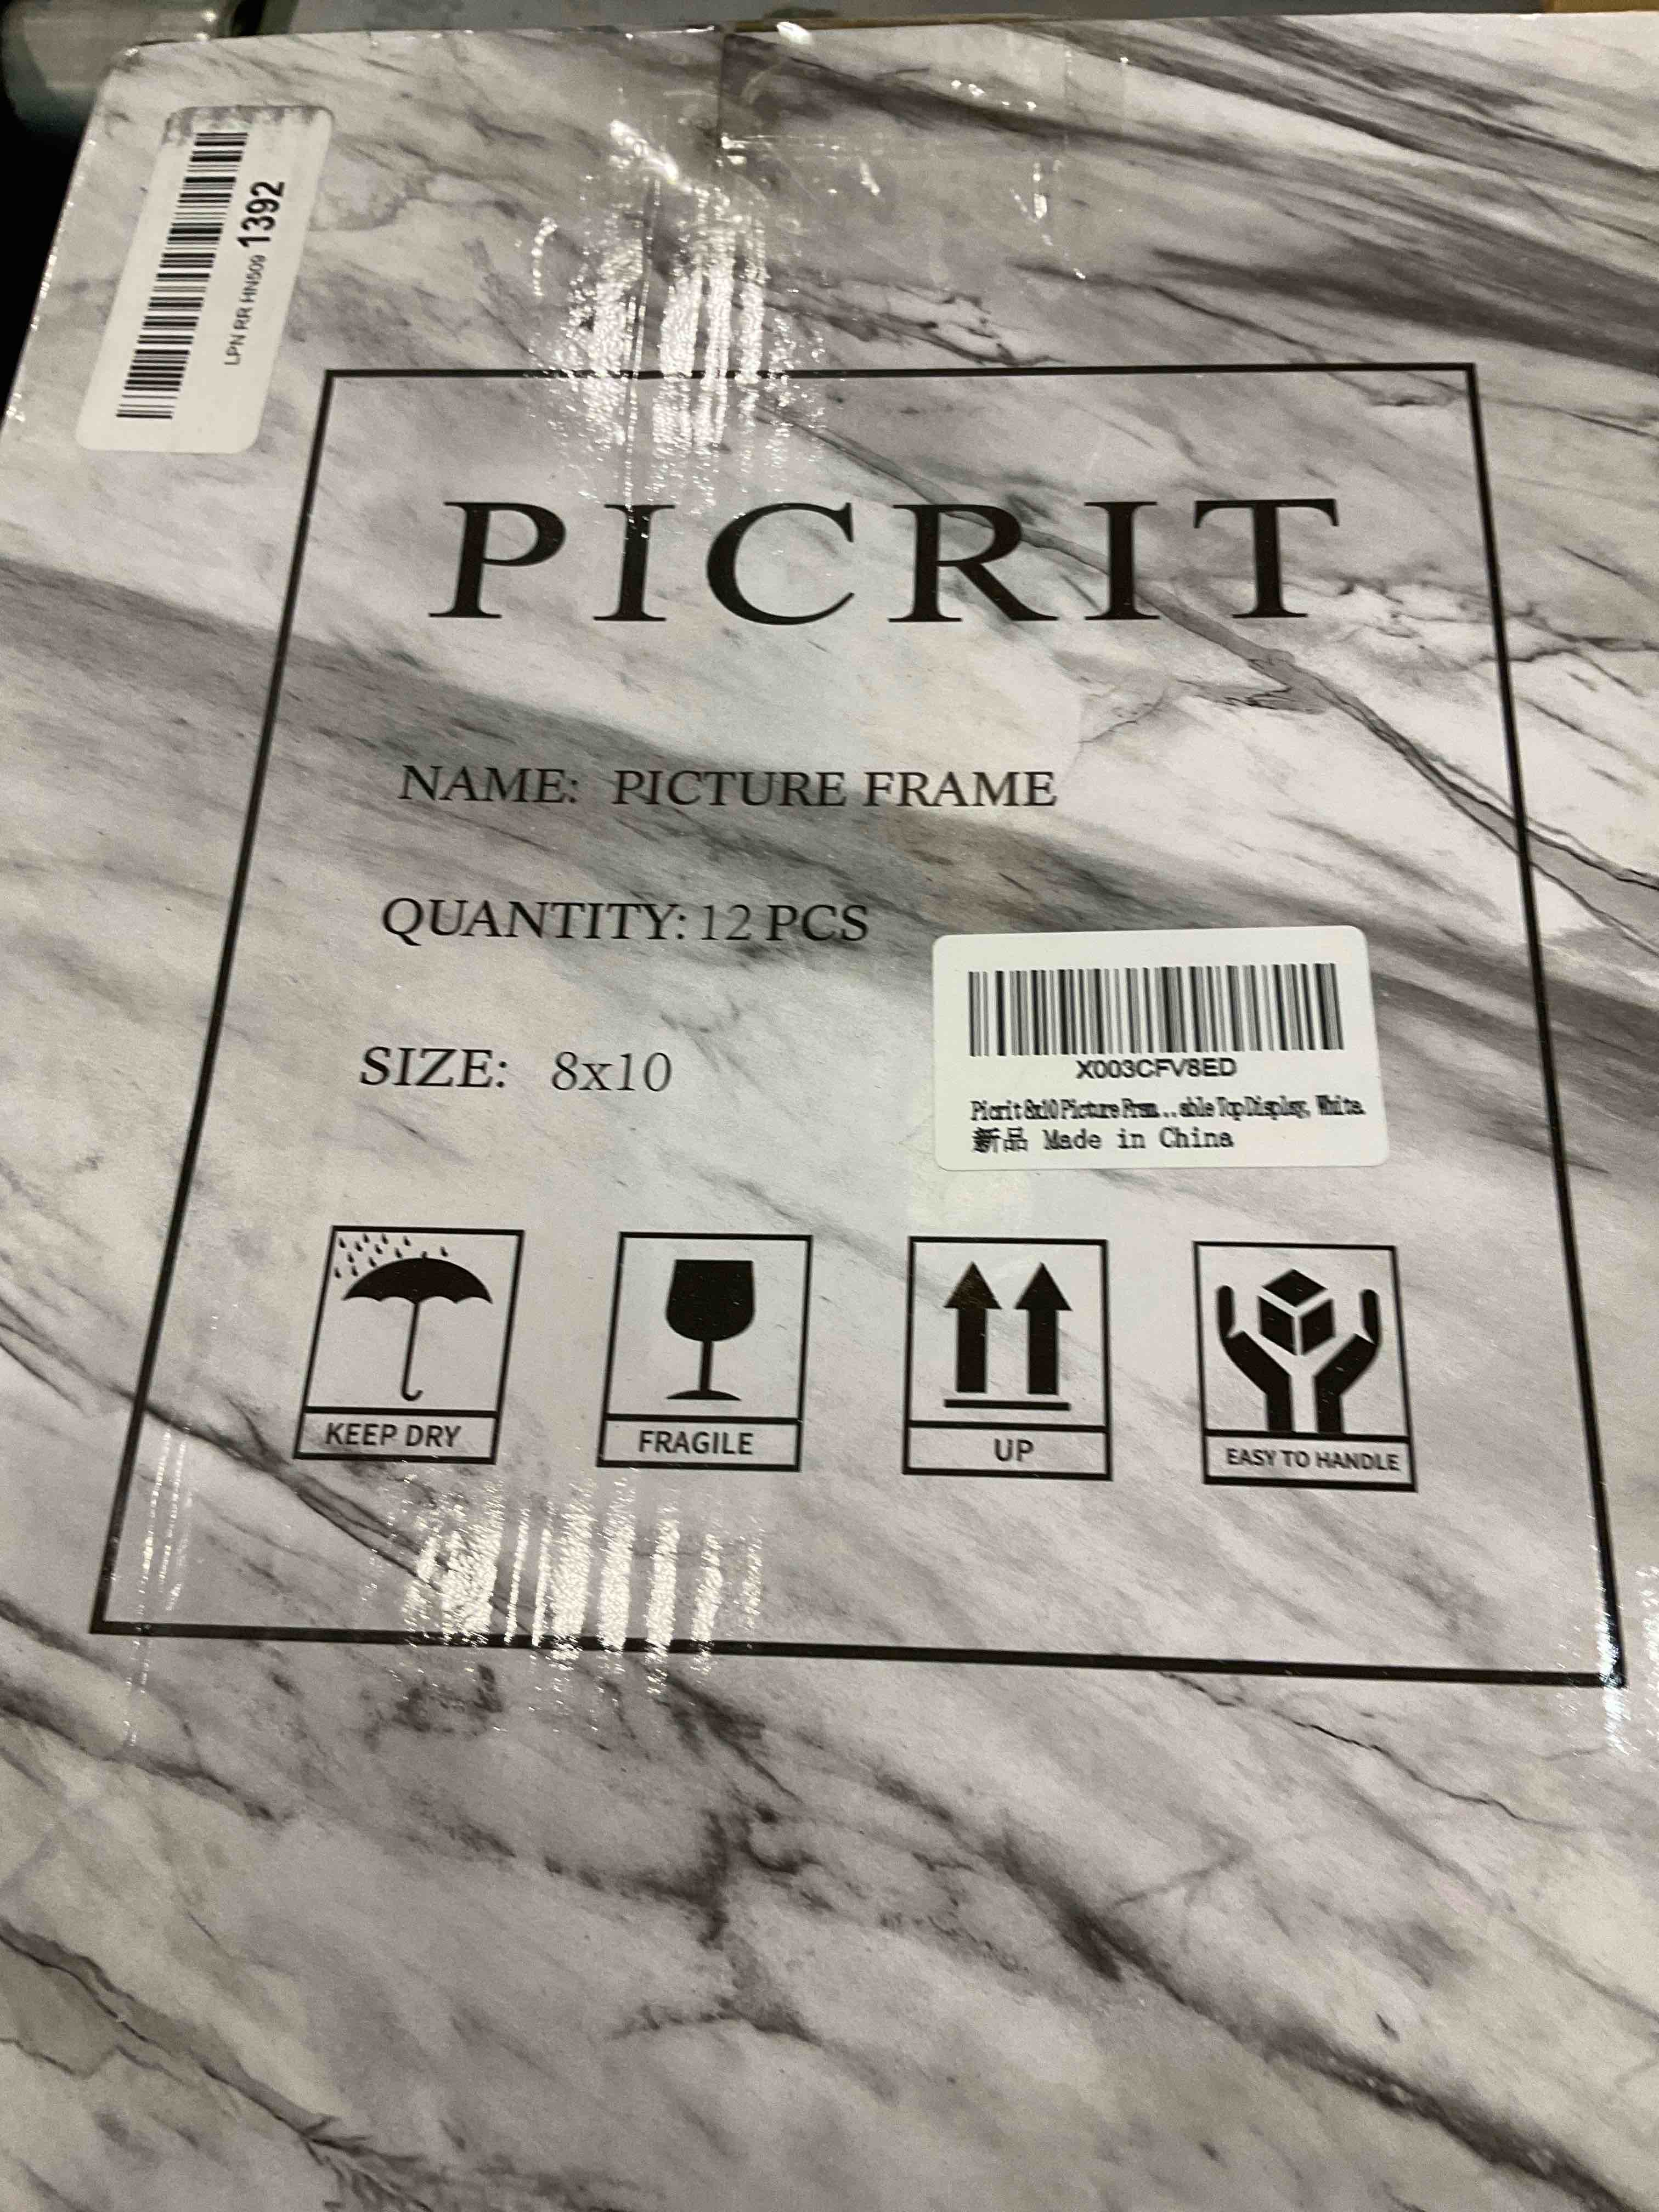 LPN RR HN509 1392
PICRIT
NAME: PICTURE FRAME
QUANTITY: 12 PCS
SIZE: 8x10
X003CFV8ED
Picrit 8x10 Picture Fram...able Top Display, White.
新品 Made in China
KEEP DRY
FRAGILE
UP
EASY TO HANDLE